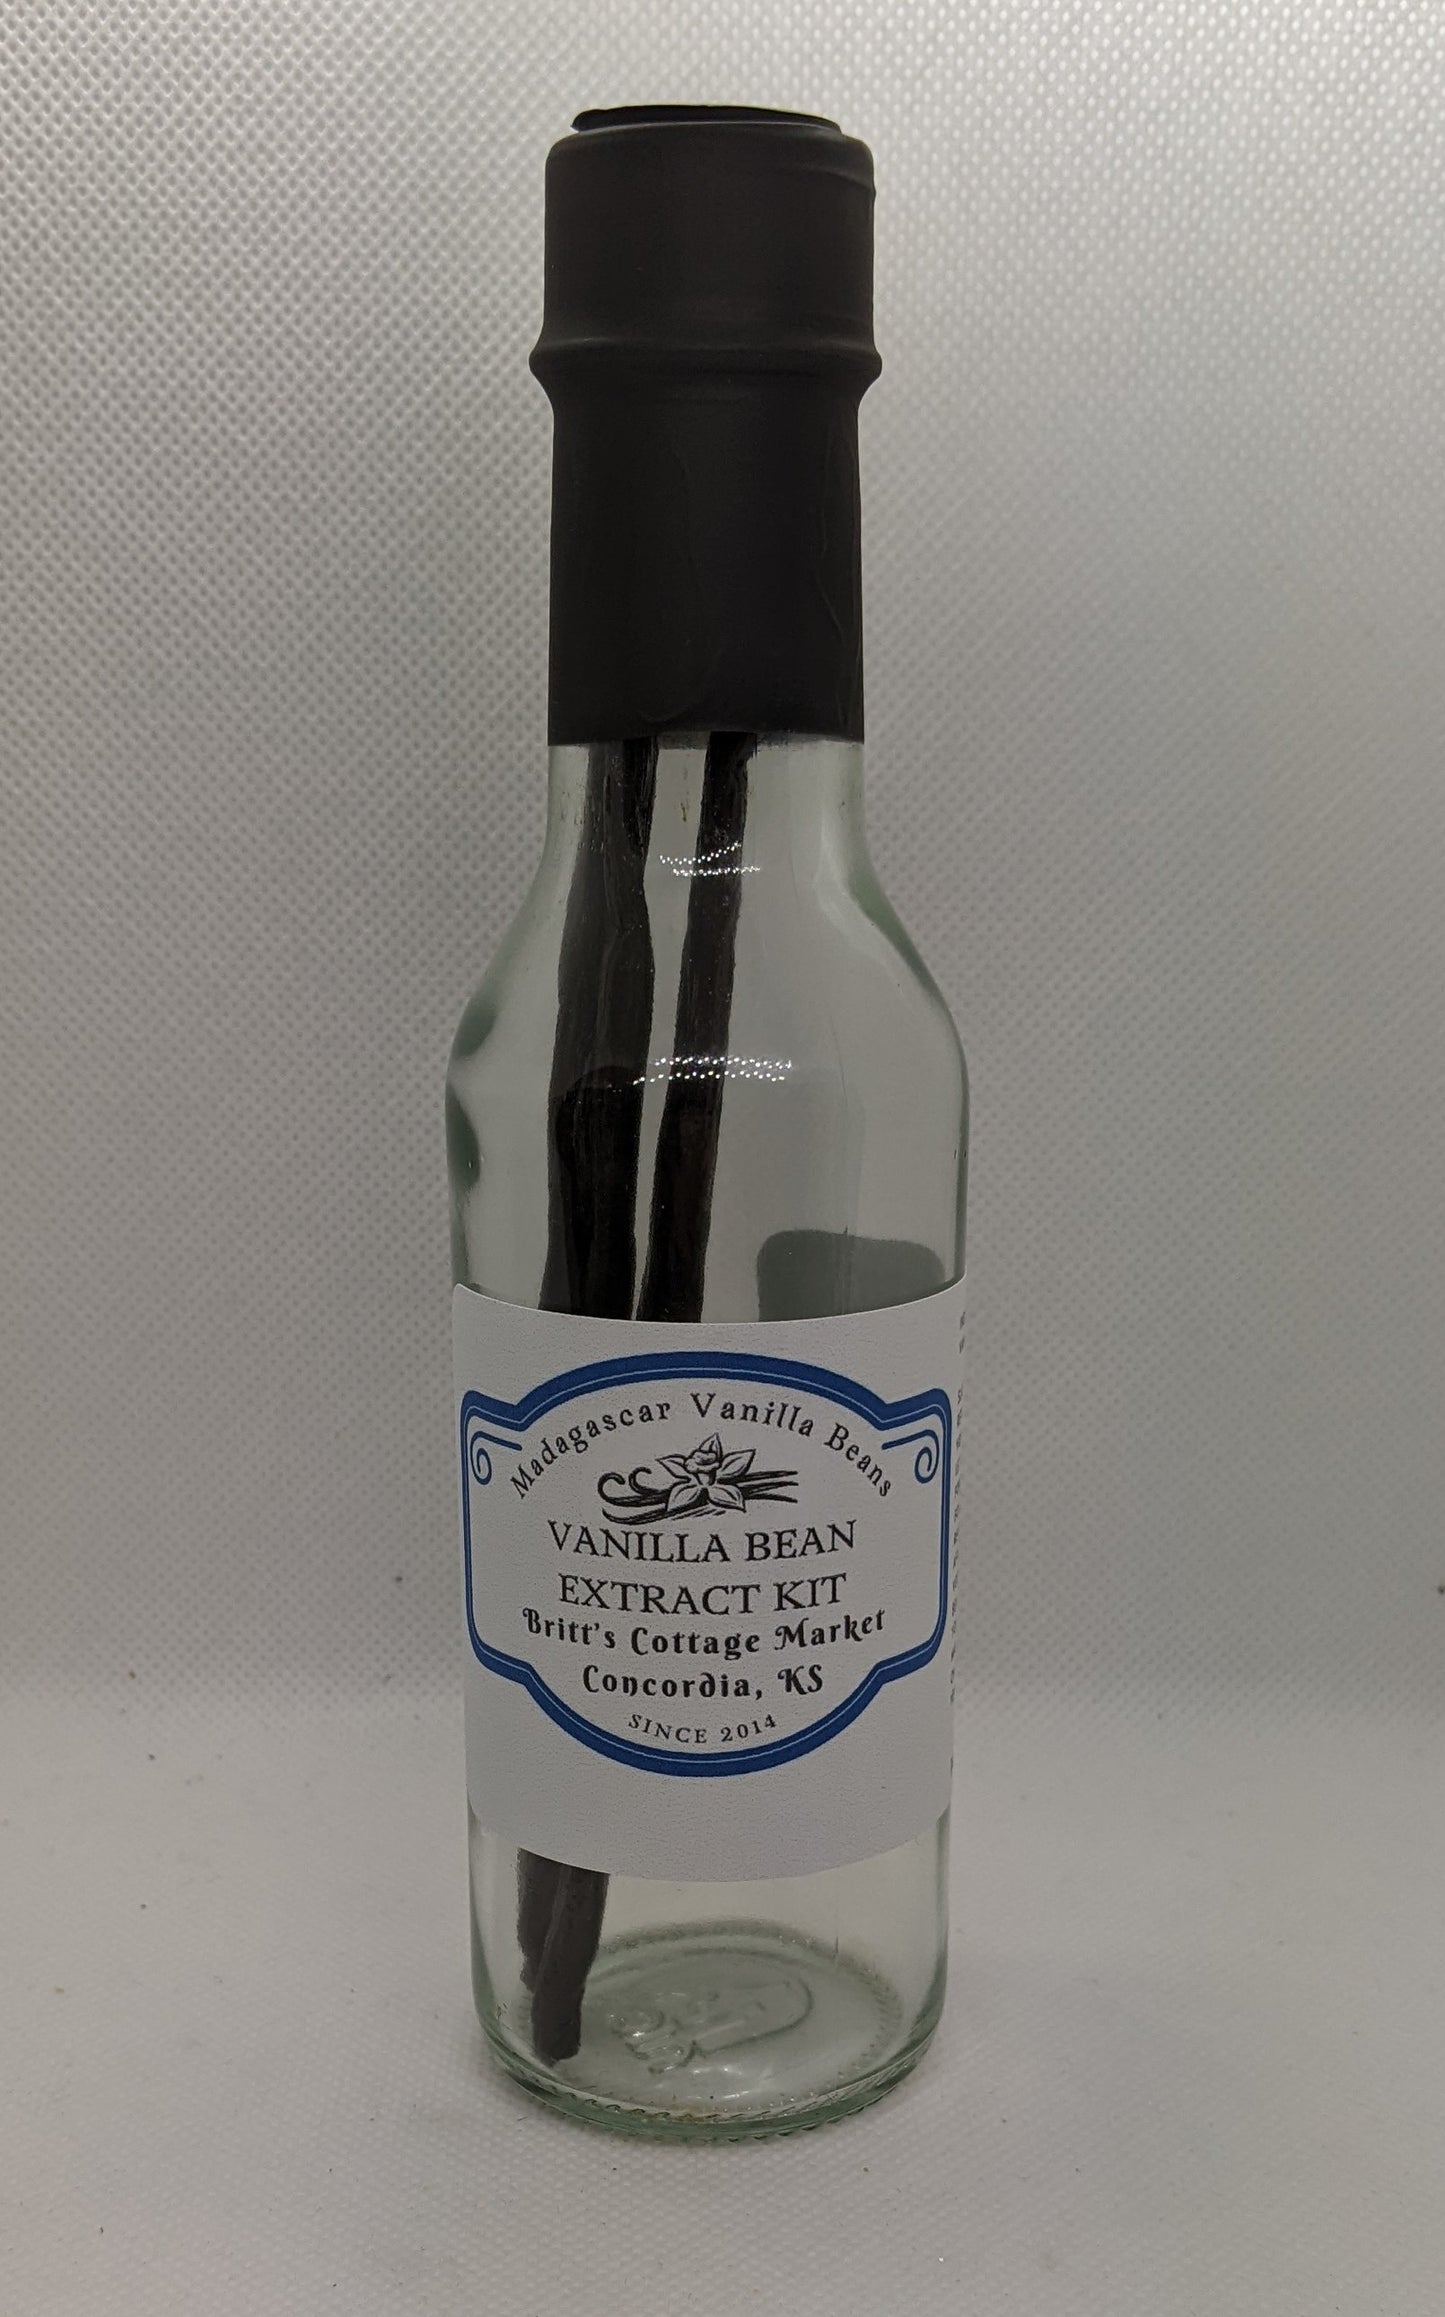 Madagascar Vanilla Beans
VANILLA BEAN
EXTRACT KIT
Britt's Cottage Market
Concordia, KS
SINCE 2014